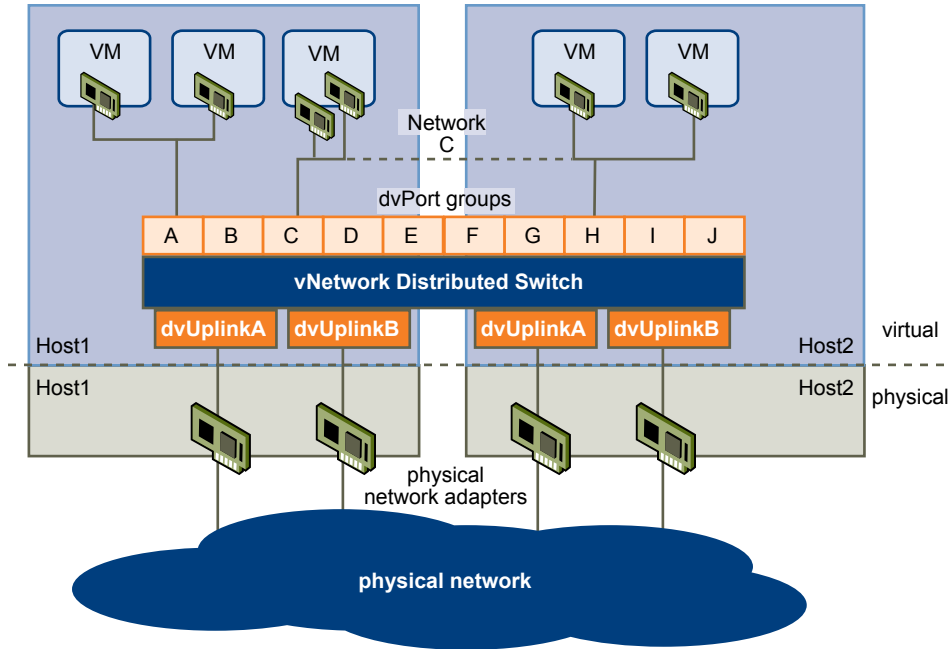 VM
VM
VM
VM
VM
Network
C
dvPort groups
A B C D E F G H I J
vNetwork Distributed Switch
dvUplinkA dvUplinkB dvUplinkA dvUplinkB
Host1
Host2
virtual
Host1
Host2
physical
physical
network adapters
physical network